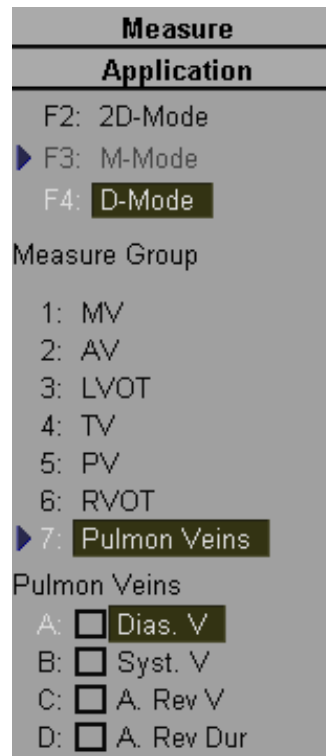 Measure
Application
F2: 2D-Mode
F3: M-Mode
F4: D-Mode
Measure Group
1: MV
2: AV
3: LVOT
4: TV
5: PV
6: RVOT
7: Pulmon Veins
Pulmon Veins
A: Dias. V
B: Syst. V
C: A. Rev V
D: A. Rev Dur